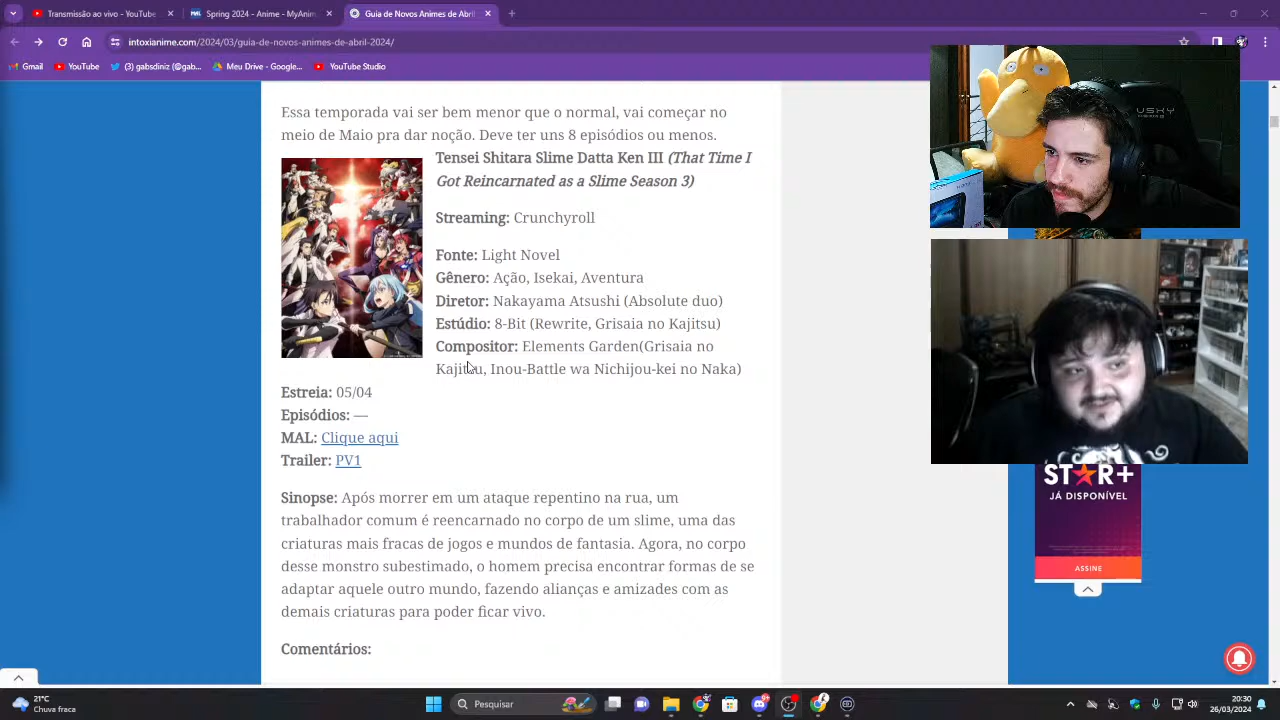 Transmissão ao vivo - YouTube
Spring 2024 - Anime - MyAnim
Guia de Novos Animes de Abril
intoxianime.com/2024/03/guia-de-novos-animes-de-abril-2024/
Gmail
YouTube
(3) gabsdiniz (@gab...
Meu Drive - Google...
YouTube Studio
Essa temporada vai ser bem menor que o normal, vai começar no
meio de Maio pra dar noção. Deve ter uns 8 episódios ou menos.
Tensei Shitara Slime Datta Ken III (That Time I
Got Reincarnated as a Slime Season 3)
Streaming: Crunchyroll
Fonte: Light Novel
Gênero: Ação, Isekai, Aventura
Diretor: Nakayama Atsushi (Absolute duo)
Estúdio: 8-Bit (Rewrite, Grisaia no Kajitsu)
Compositor: Elements Garden(Grisaia no
Kajitsu, Inou-Battle wa Nichijou-kei no Naka)
Estreia: 05/04
Episódios: —
MAL: Clique aqui
Trailer: PV1
Sinopse: Após morrer em um ataque repentino na rua, um
trabalhador comum é reencarnado no corpo de um slime, uma das
criaturas mais fracas de jogos e mundos de fantasia. Agora, no corpo
desse monstro subestimado, o homem precisa encontrar formas de se
adaptar aquele outro mundo, fazendo alianças e amizades com as
demais criaturas para poder ficar vivo.
Comentários:
STAR+
JÁ DISPONÍVEL
ASSINE
21°C
Chuva fraca
Pesquisar
20:30
26/03/2024